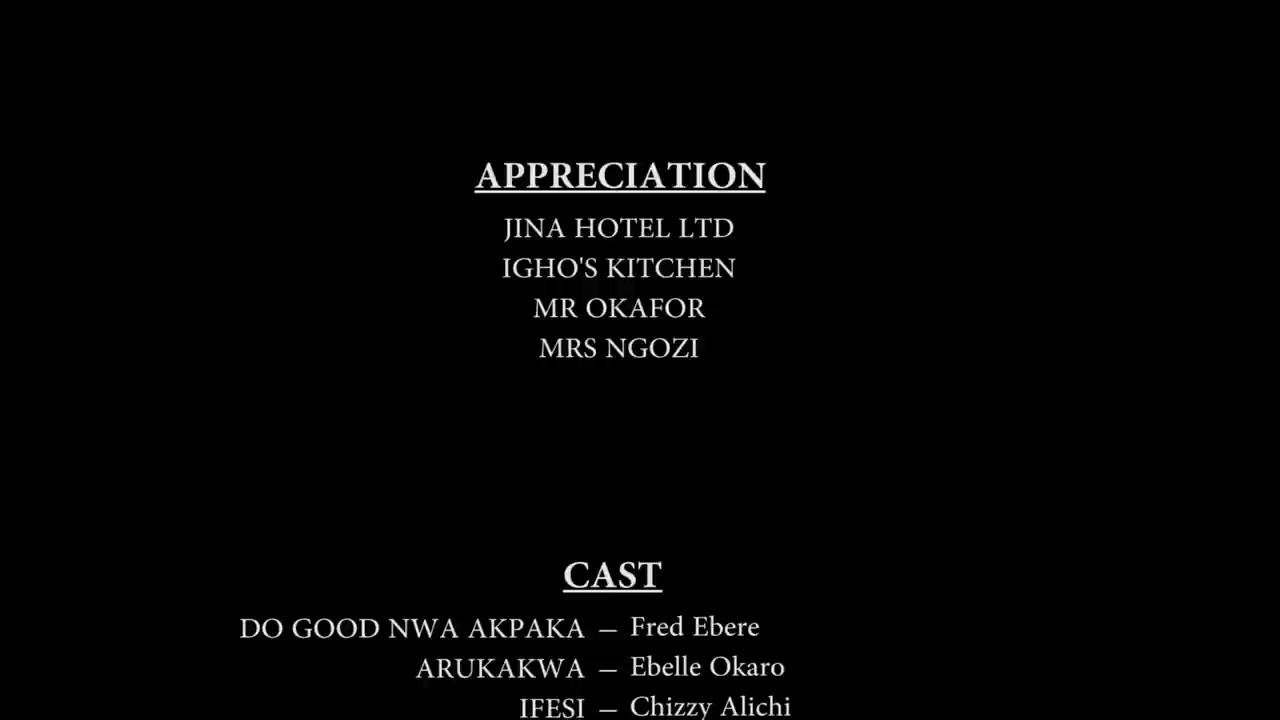 APPRECIATION
JINA HOTEL LTD
IGHO'S KITCHEN
MR OKAFOR
MRS NGOZI
CAST
DO GOOD NWA AKPAKA – Fred Ebere
ARUKAKWA – Ebelle Okaro
IFESI – Chizzy Alichi